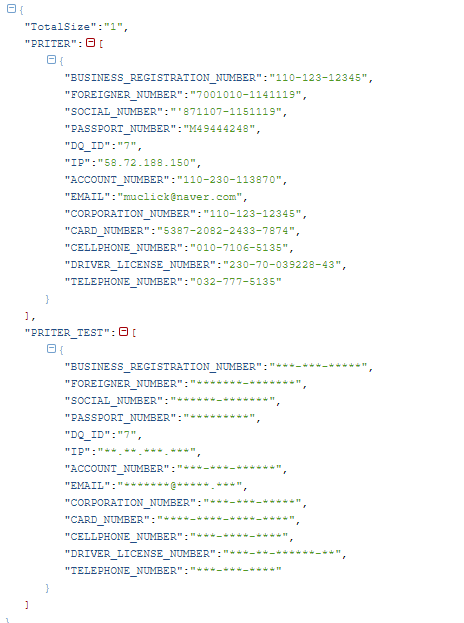 {
"TotalSize":"1",
"PRITER":[
{
"BUSINESS_REGISTRATION_NUMBER":"110-123-12345",
"FOREIGNER_NUMBER":"7001010-1141119",
"SOCIAL_NUMBER":"'871107-1151119",
"PASSPORT_NUMBER":"M49444248",
"DQ_ID":"7",
"IP":"58.72.188.150",
"ACCOUNT_NUMBER":"110-230-113870",
"EMAIL":"muclick@naver.com",
"CORPORATION_NUMBER":"110-123-12345",
"CARD_NUMBER":"5387-2082-2433-7874",
"CELLPHONE_NUMBER":"010-7106-5135",
"DRIVER_LICENSE_NUMBER":"230-70-039228-43",
"TELEPHONE_NUMBER":"032-777-5135"
}
],
"PRITER_TEST":[
{
"BUSINESS_REGISTRATION_NUMBER":"***-***-*****",
"FOREIGNER_NUMBER":"*******-*******",
"SOCIAL_NUMBER":"******-*******",
"PASSPORT_NUMBER":"*********",
"DQ_ID":"7",
"IP":"**.**.***.***",
"ACCOUNT_NUMBER":"***-***-******",
"EMAIL":"*******@*****.***",
"CORPORATION_NUMBER":"***-***-*****",
"CARD_NUMBER":"****-****-****-****",
"CELLPHONE_NUMBER":"***-****-****",
"DRIVER_LICENSE_NUMBER":"***-**-******-**",
"TELEPHONE_NUMBER":"***-***-****"
}
]
}